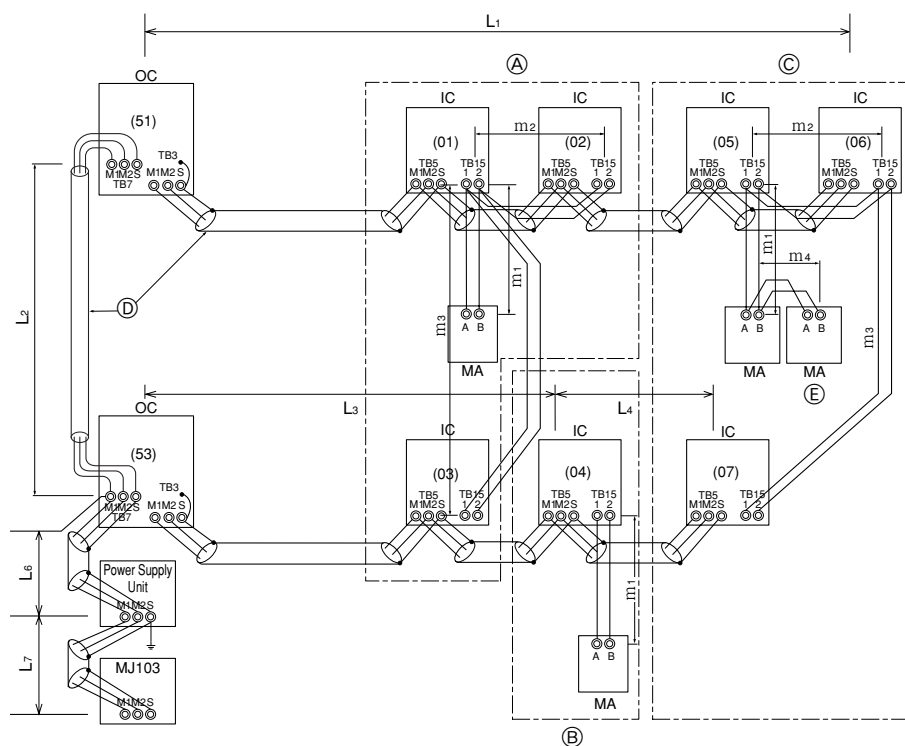 L1
A
C
OC
IC
IC
IC
IC
(51)
(01)
(02)
(05)
(06)
m2
m2
TB3
TB5
TB15
TB5
TB15
TB5
TB15
TB5
TB15
M1M2S
M1M2S
M1M2S
1 2
M1M2S
1 2
M1M2S
1 2
M1M2S
1 2
TB7
m1
m1
m4
m3
m3
L2
D
A B
A B
A B
MA
MA
MA
E
OC
L3
L4
IC
IC
IC
(53)
(03)
(04)
(07)
TB3
TB5
TB15
TB5
TB15
TB5
TB15
M1M2S
M1M2 S
M1M2S
1 2
M1M2S
1 2
M1M2S
1 2
TB7
L6
Power Supply
Unit
M1M2S
m1
L7
MJ103
M1M2S
A B
MA
B